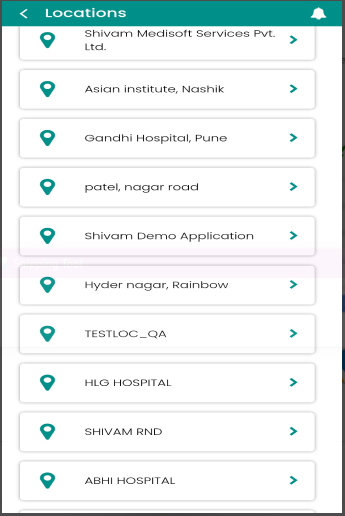 Locations
Shivam Medisoft Services Pvt.
Ltd.
Asian institute, Nashik
Gandhi Hospital, Pune
patel, nagar road
Shivam Demo Application
Hyder nagar, Rainbow
TESTLOC_QA
HLG HOSPITAL
SHIVAM RND
ABHI HOSPITAL